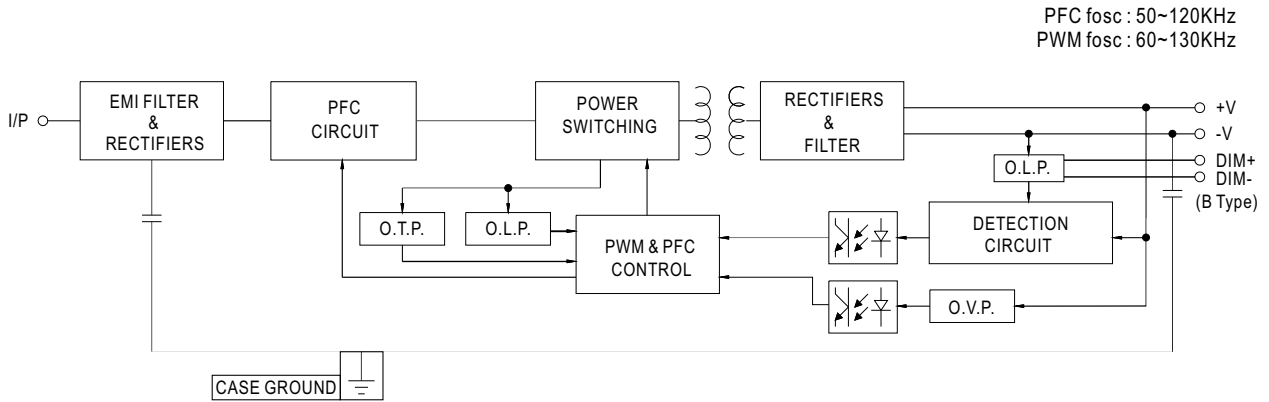 PFC fosc : 50~120KHz
PWM fosc : 60~130KHz
I/P
EMI FILTER
&
RECTIFIERS
PFC
CIRCUIT
POWER
SWITCHING
RECTIFIERS
&
FILTER
+V
-V
DIM+
DIM-
(B Type)
O.L.P.
O.T.P.
O.L.P.
PWM & PFC
CONTROL
DETECTION
CIRCUIT
O.V.P.
CASE GROUND